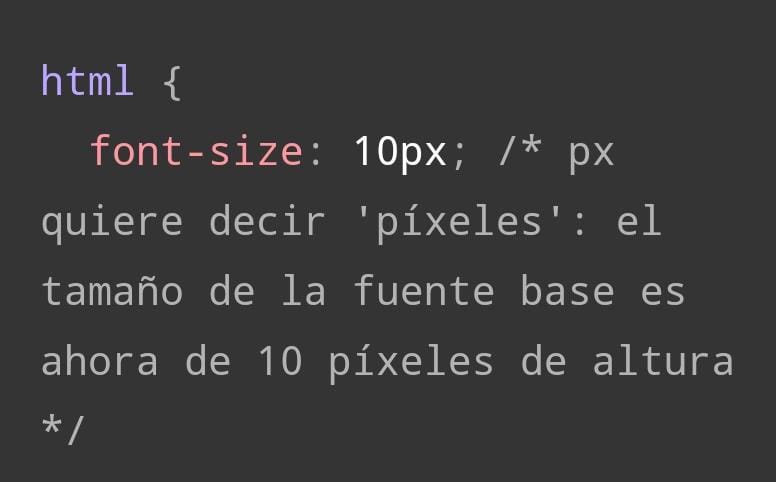 html {
  font-size: 10px; /* px
quiere decir 'píxeles': el
tamaño de la fuente base es
ahora de 10 píxeles de altura
*/